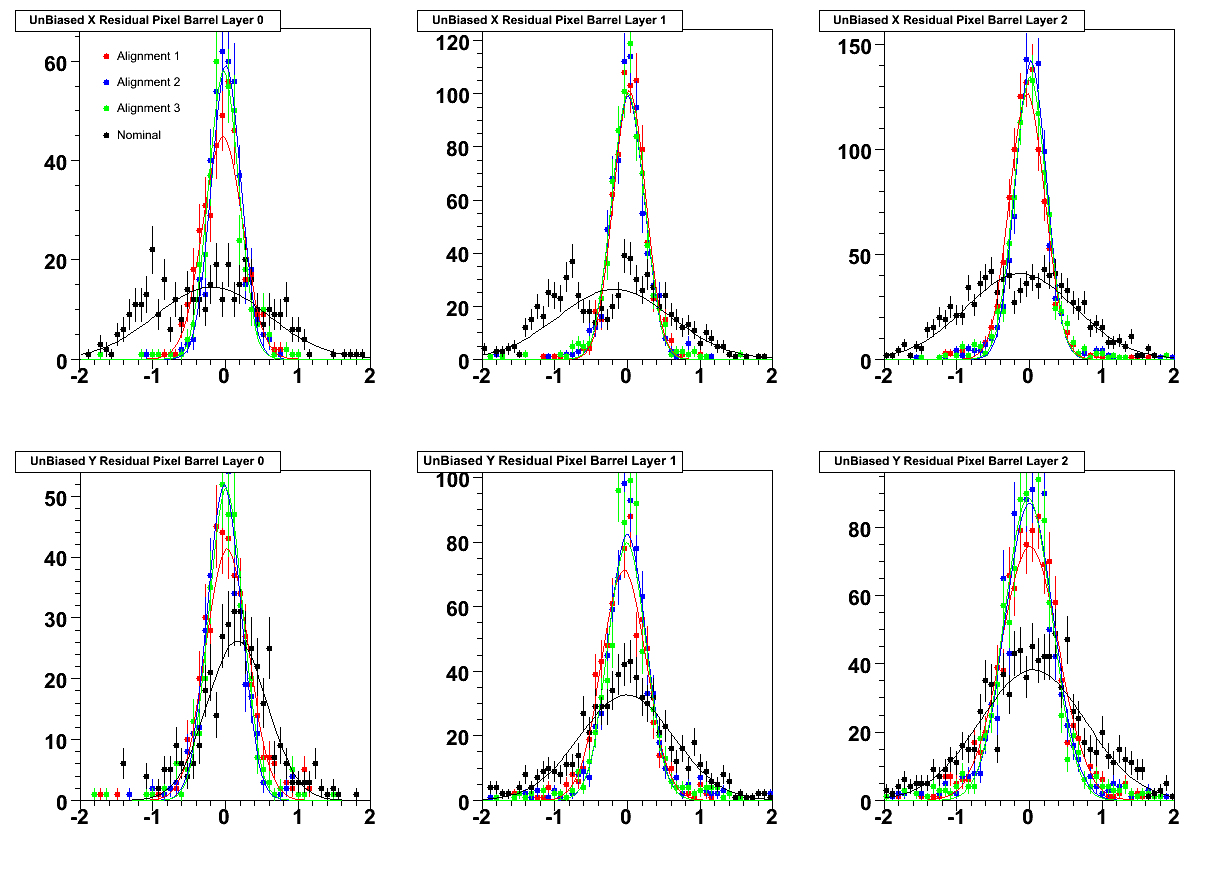 UnBiased X Residual Pixel Barrel Layer 0
Alignment 1
Alignment 2
Alignment 3
Nominal
60
40
20
0
-2 -1 0 1 2
UnBiased X Residual Pixel Barrel Layer 1
120
100
80
60
40
20
0
-2 -1 0 1 2
UnBiased X Residual Pixel Barrel Layer 2
150
100
50
0
-2 -1 0 1 2
UnBiased Y Residual Pixel Barrel Layer 0
50
40
30
20
10
0
-2 -1 0 1 2
UnBiased Y Residual Pixel Barrel Layer 1
100
80
60
40
20
0
-2 -1 0 1 2
UnBiased Y Residual Pixel Barrel Layer 2
80
60
40
20
0
-2 -1 0 1 2